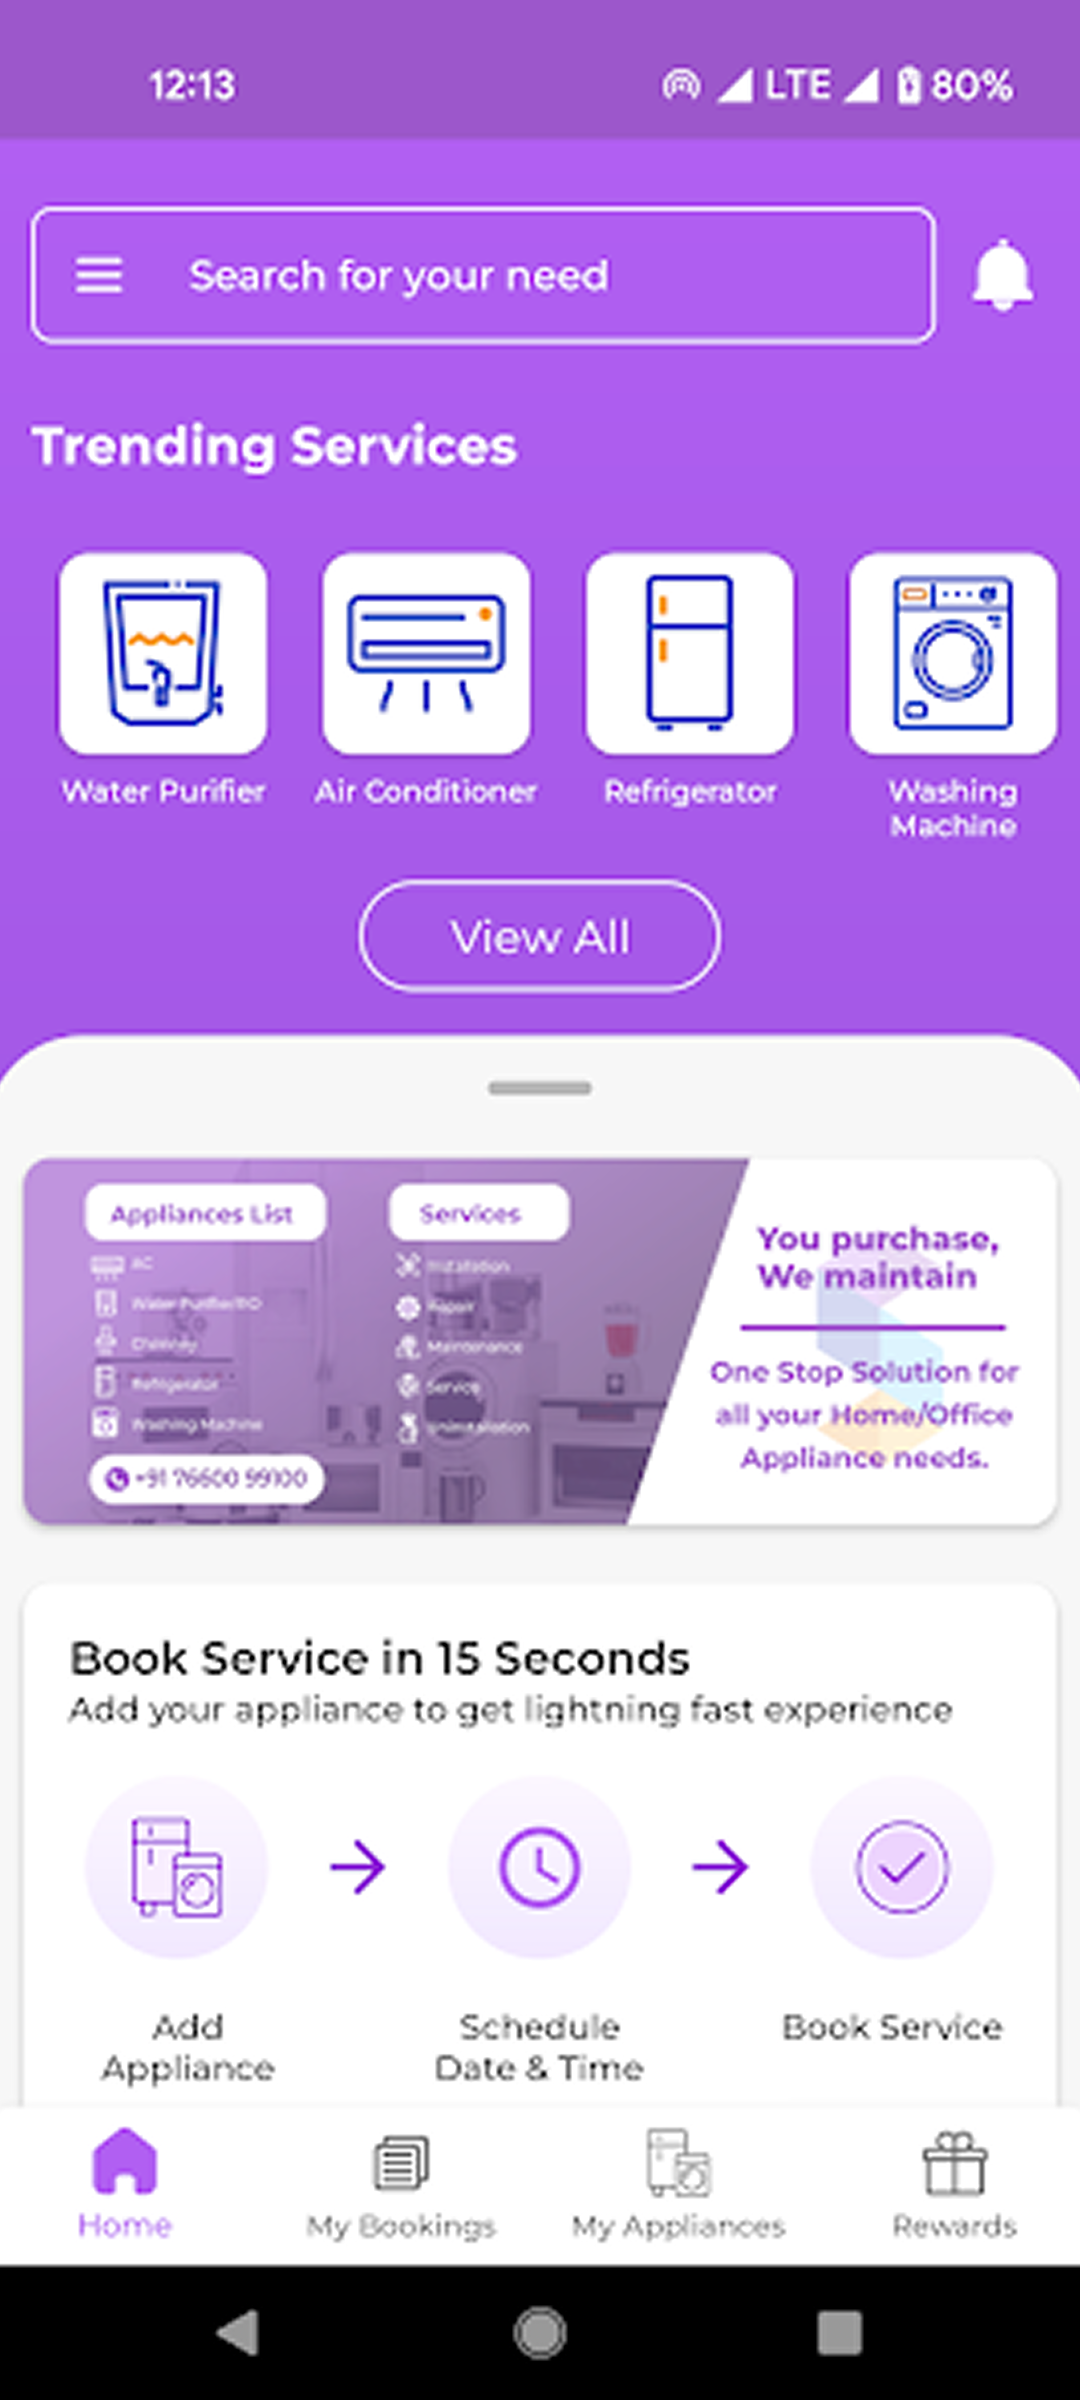 12:13
LTE 80%
Search for your need
Trending Services
Water Purifier
Air Conditioner
Refrigerator
Washing
Machine
View All
Appliances List
AC
Water Purifier/RO
Chimney
Refrigerator
Washing Machine
+91 76600 99100
Services
Installation
Repair
Maintenance
Service
Uninstallation
You purchase,
We maintain
One Stop Solution for
all your Home/Office
Appliance needs.
Book Service in 15 Seconds
Add your appliance to get lightning fast experience
Add
Appliance
Schedule
Date & Time
Book Service
Home
My Bookings
My Appliances
Rewards